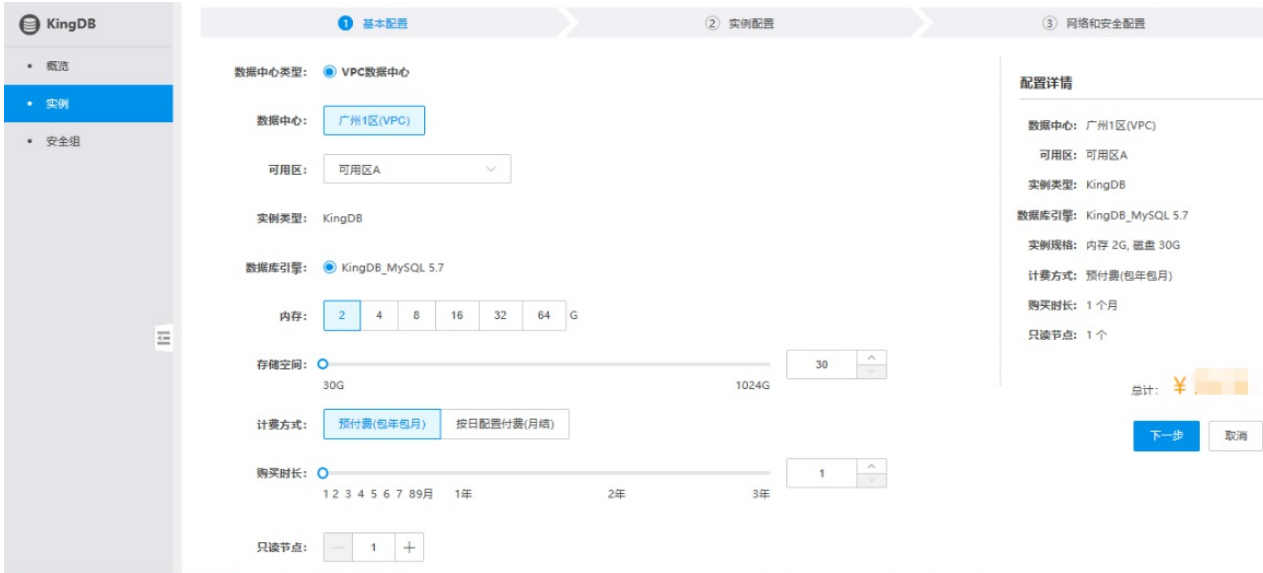 KingDB
概览
实例
安全组
1 基本配置
2 实例配置
3 网络和安全配置
数据中心类型: VPC数据中心
数据中心: 广州1区(VPC)
可用区: 可用区A
实例类型: KingDB
数据库引擎: KingDB_MySQL 5.7
内存: 2 4 8 16 32 64 G
存储空间: 30
30G 1024G
计费方式: 预付费(包年包月) 按日配置付费(月结)
购买时长: 1
1 2 3 4 5 6 7 8 9月 1年 2年 3年
只读节点: 1
配置详情
数据中心: 广州1区(VPC)
可用区: 可用区A
实例类型: KingDB
数据库引擎: KingDB_MySQL 5.7
实例规格: 内存 2G, 磁盘 30G
计费方式: 预付费(包年包月)
购买时长: 1 个月
只读节点: 1 个
总计: ¥
下一步 取消